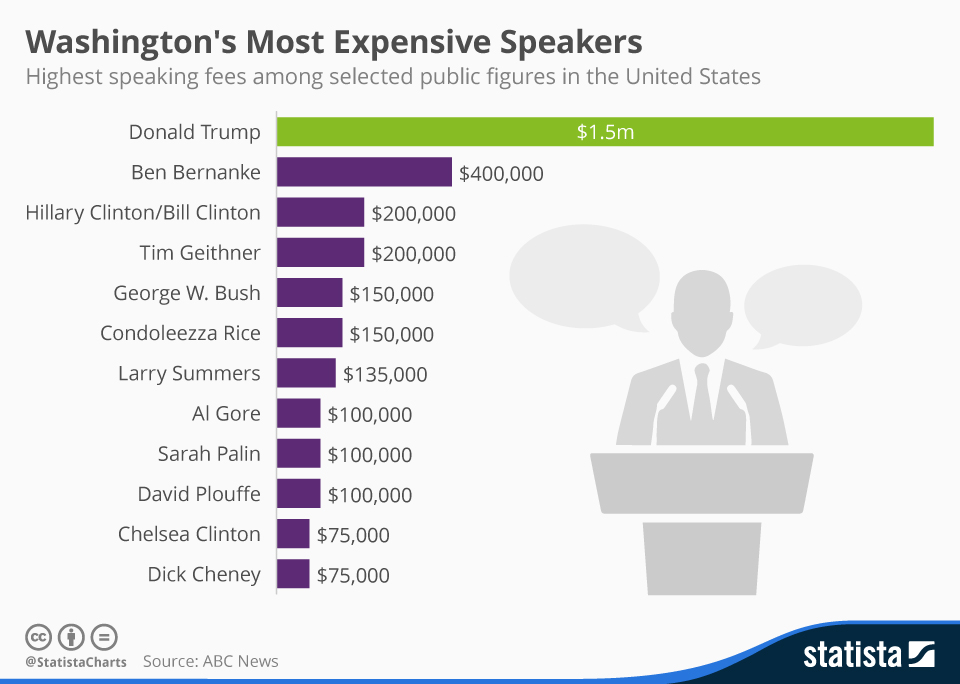 Washington's Most Expensive Speakers
Highest speaking fees among selected public figures in the United States
Donald Trump $1.5m
Ben Bernanke $400,000
Hillary Clinton/Bill Clinton $200,000
Tim Geithner $200,000
George W. Bush $150,000
Condoleezza Rice $150,000
Larry Summers $135,000
Al Gore $100,000
Sarah Palin $100,000
David Plouffe $100,000
Chelsea Clinton $75,000
Dick Cheney $75,000
cc
@StatistaCharts Source: ABC News
statista